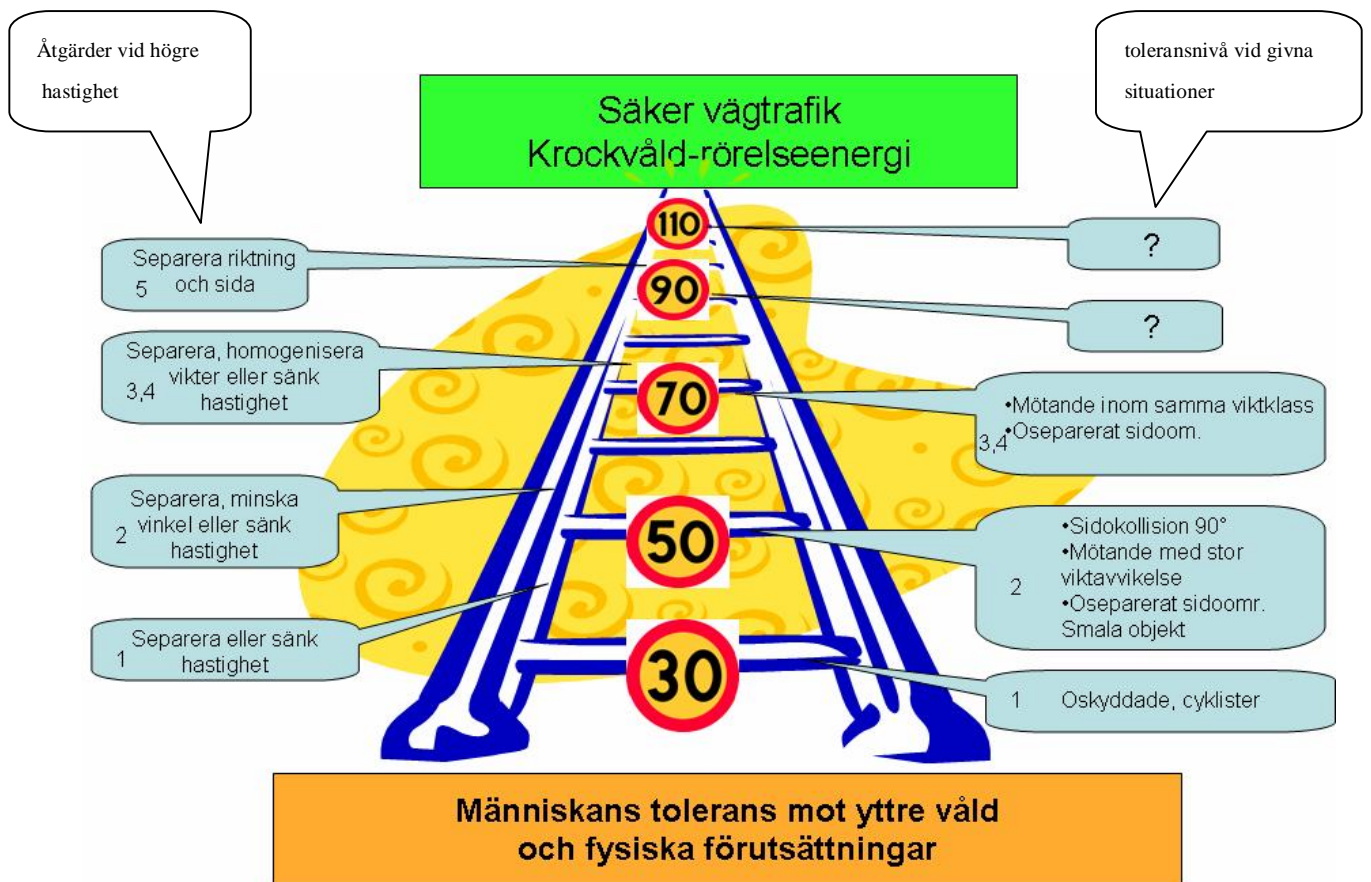 Åtgärder vid högre
hastighet
toleransnivå vid givna
situationer
Säker vägtrafik
Krockvåld-rörelseenergi
110
?
Separera riktning
5 och sida
90
?
Separera, homogenisera
3,4 vikter eller sänk
hastighet
70
•Mötande inom samma viktklass
3,4 •Oseparerat sidoom.
Separera, minska
2 vinkel eller sänk
hastighet
50
•Sidokollision 90°
•Mötande med stor
2 viktavvikelse
•Oseparerat sidoomr.
Smala objekt
1 Separera eller sänk
hastighet
30
1 Oskyddade, cyklister
Människans tolerans mot yttre våld
och fysiska förutsättningar